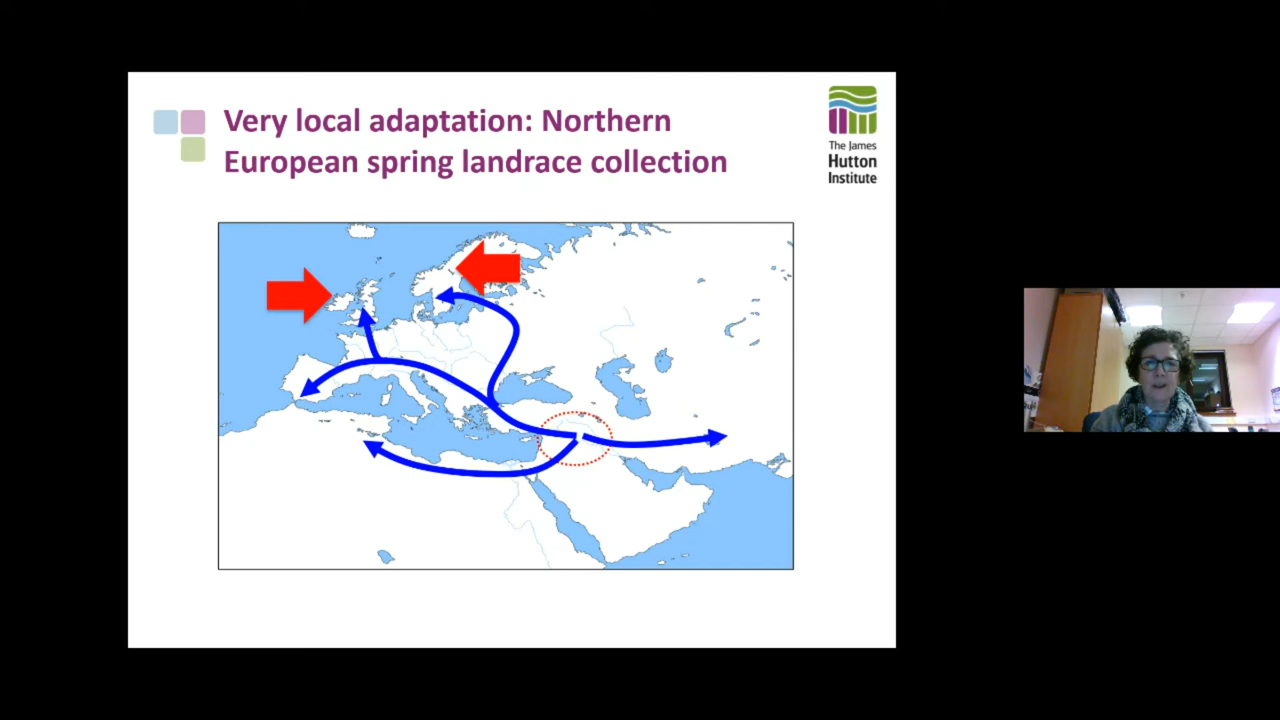 Very local adaptation: Northern
European spring landrace collection
The James
Hutton
Institute